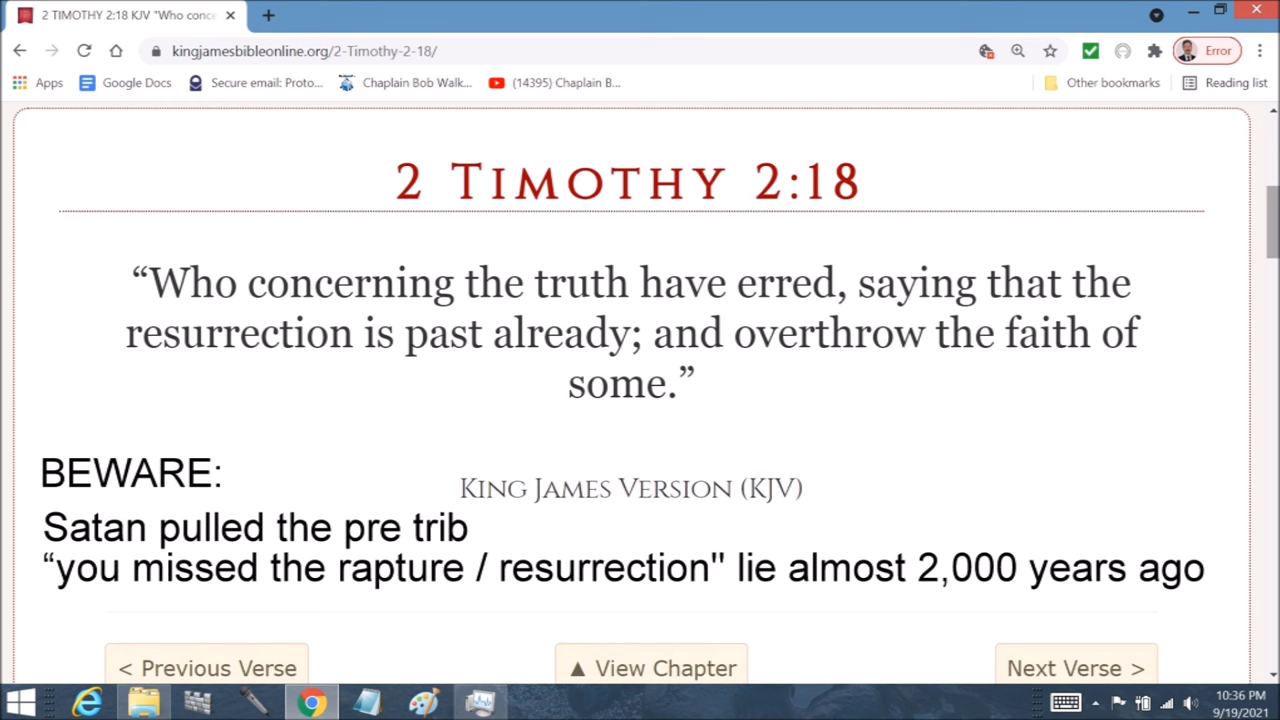 2 TIMOTHY 2:18 KJV "Who conce
kingjamesbibleonline.org/2-Timothy-2-18/
Error
Apps
Google Docs
Secure email: Proto...
Chaplain Bob Walk...
(14395) Chaplain B...
Other bookmarks
Reading list
2 TIMOTHY 2:18
“Who concerning the truth have erred, saying that the
resurrection is past already; and overthrow the faith of
some.”
BEWARE:
KING JAMES VERSION (KJV)
Satan pulled the pre trib
“you missed the rapture / resurrection" lie almost 2,000 years ago
< Previous Verse
▲ View Chapter
Next Verse >
10:36 PM
9/19/2021